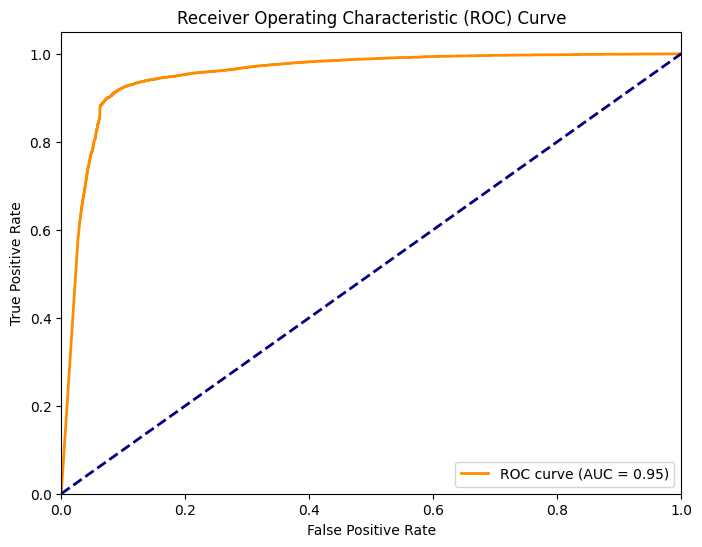 Receiver Operating Characteristic (ROC) Curve
1.0
0.8
0.6
0.4
0.2
0.0
True Positive Rate
ROC curve (AUC = 0.95)
0.0 0.2 0.4 0.6 0.8 1.0
False Positive Rate